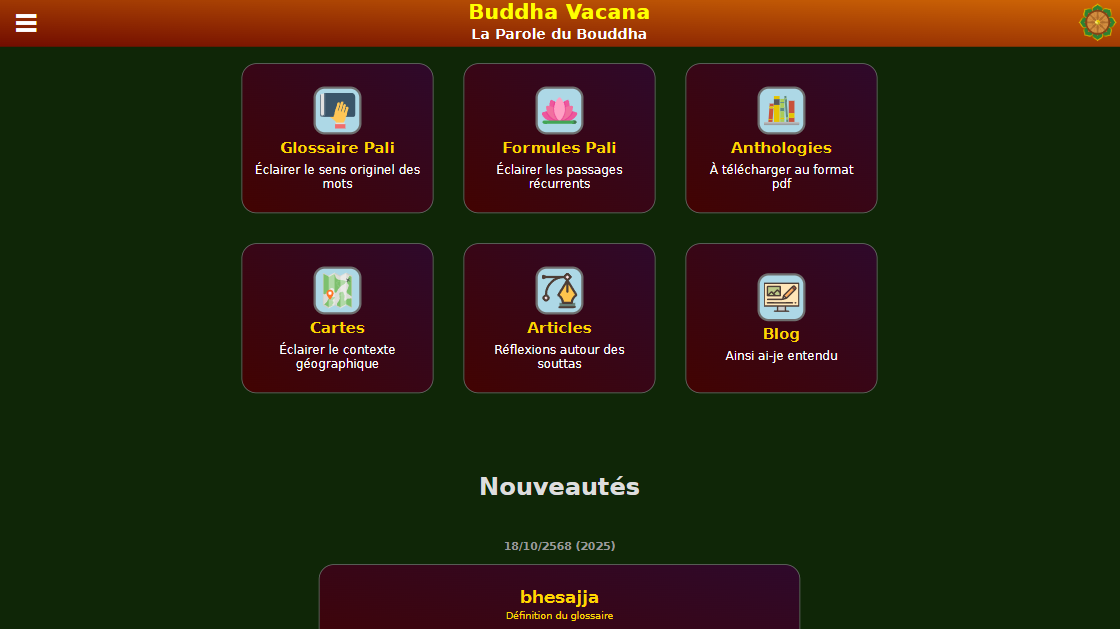 Buddha Vacana
La Parole du Bouddha
Glossaire Pali
Éclairer le sens originel des
mots
Formules Pali
Éclairer les passages
récurrents
Anthologies
À télécharger au format
pdf
Cartes
Éclairer le contexte
géographique
Articles
Réflexions autour des
souttas
Blog
Ainsi ai-je entendu
Nouveautés
18/10/2568 (2025)
bhesajja
Définition du glossaire